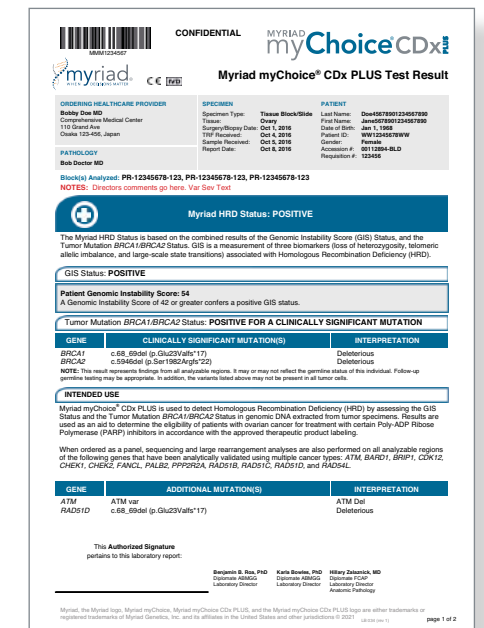 CONFIDENTIAL
MMM1234567
MYRIAD
myChoice CDx PLUS
myriad.
WHEN DECISIONS MATTER
CE IVD
Myriad myChoice® CDx PLUS Test Result
ORDERING HEALTHCARE PROVIDER
Bobby Doe MD
Comprehensive Medical Center
110 Grand Ave
Osaka 123-455, Japan
PATHOLOGY
Bob Doctor MD
SPECIMEN
Specimen Type: Tissue Block/Slide
Tissue: Ovary
Surgery/Biopsy Date: Oct 1, 2016
TRF Received: Oct 4, 2016
Sample Received: Oct 5, 2016
Report Date: Oct 8, 2016
PATIENT
Last Name: Doe45678901234567890
First Name: Jane5678901234567890
Date of Birth: Jan 1, 1968
Patient ID: WW12345678WW
Gender: Female
Accession #: 00112894-BLD
Requisition #: 123456
Block(s) Analyzed: PR-12345678-123, PR-12345678-123, PR-12345678-123
NOTES: Directors comments go here. Var Sev Text
Myriad HRD Status: POSITIVE
The Myriad HRD Status is based on the combined results of the Genomic Instability Score (GIS) Status, and the
Tumor Mutation BRCA1/BRCA2 Status. GIS is a measurement of three biomarkers (loss of heterozygosity, telomeric
allelic imbalance, and large-scale state transitions) associated with Homologous Recombination Deficiency (HRD).
GIS Status: POSITIVE
Patient Genomic Instability Score: 54
A Genomic Instability Score of 42 or greater confers a positive GIS status.
Tumor Mutation BRCA1/BRCA2 Status: POSITIVE FOR A CLINICALLY SIGNIFICANT MUTATION
GENE CLINICALLY SIGNIFICANT MUTATION(S) INTERPRETATION
BRCA1 c.68_69del (p.Glu23Valfs*17) Deleterious
BRCA2 c.5946del (p.Ser1982Argfs*22) Deleterious
NOTE: This result represents findings from all analyzable regions. It may or may not reflect the germline status of this individual. Follow-up
germline testing may be appropriate. In addition, the variants listed above may not be present in all tumor cells.
INTENDED USE
Myriad myChoice® CDx PLUS is used to detect Homologous Recombination Deficiency (HRD) by assessing the GIS
Status and the Tumor Mutation BRCA1/BRCA2 Status in genomic DNA extracted from tumor specimens. Results are
used as an aid to determine the eligibility of patients with ovarian cancer for treatment with certain Poly-ADP Ribose
Polymerase (PARP) inhibitors in accordance with the approved therapeutic product labeling.
When ordered as a panel, sequencing and large rearrangement analyses are also performed on all analyzable regions
of the following genes that have been analytically validated using multiple cancer types: ATM, BARD1, BRIP1, CDK12,
CHEK1, CHEK2, FANCL, PALB2, PPP2R2A, RAD51B, RAD51C, RAD51D, and RAD54L.
GENE ADDITIONAL MUTATION(S) INTERPRETATION
ATM ATM var ATM Del
RAD51D c.68_69del (p.Glu23Valfs*17) Deleterious
This Authorized Signature
pertains to this laboratory report:
Benjamin B. Roa, PhD
Diplomate ABMGG
Laboratory Director
Karla Bowles, PhD
Diplomate ABMGG
Laboratory Director
Hillary Zalaznick, MD
Diplomate FCAP
Laboratory Director
Anatomic Pathology
Myriad, the Myriad logo, Myriad myChoice, Myriad myChoice CDx PLUS, and the Myriad myChoice CDx PLUS logo are either trademarks or
registered trademarks of Myriad Genetics, Inc. and its affiliates in the United States and other jurisdictions © 2021
page 1 of 2